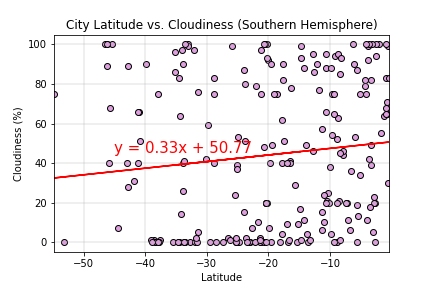 City Latitude vs. Cloudiness (Southern Hemisphere)
100
80
60
40
20
0
Cloudiness (%)
y = 0.33x + 50.77
−50
−40
−30
−20
−10
Latitude